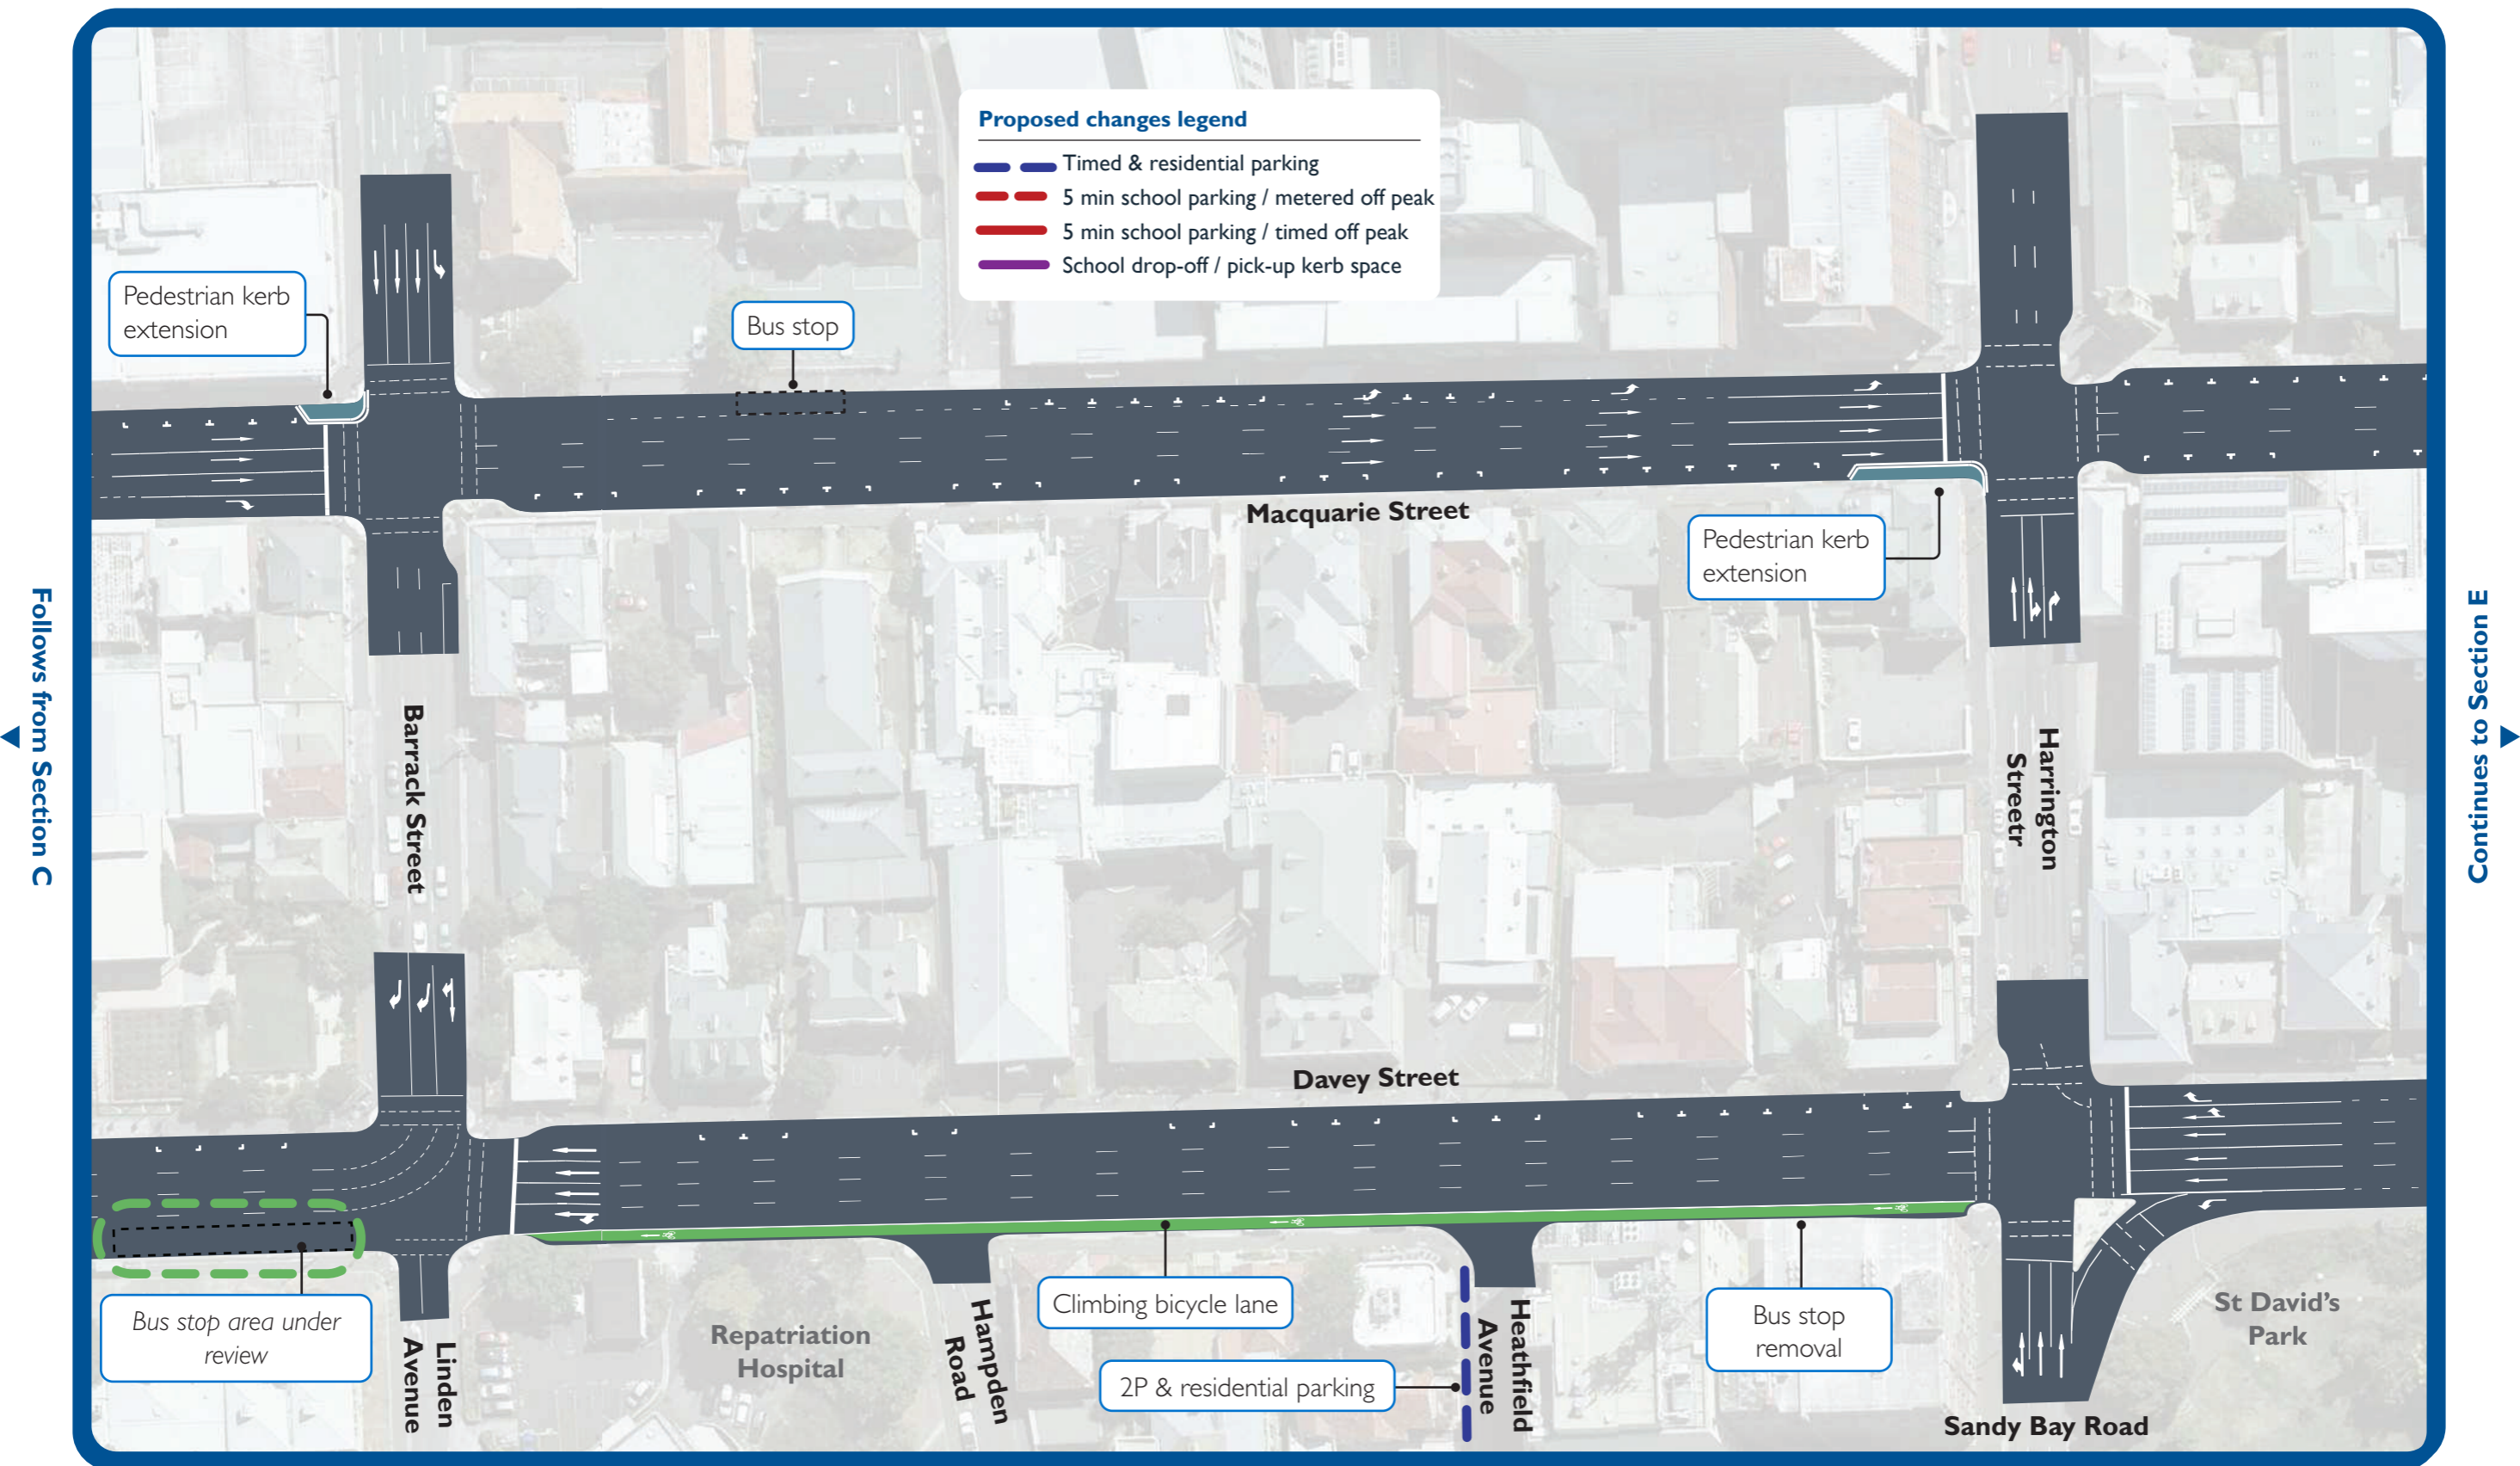 Proposed changes legend
Timed & residential parking
5 min school parking / metered off peak
5 min school parking / timed off peak
School drop-off / pick-up kerb space
Pedestrian kerb
extension
Bus stop
Macquarie Street
Pedestrian kerb
extension
Follows from Section C
Continues to Section E
Barrack Street
Harrington
Streetr
Davey Street
Bus stop area under
review
Linden
Avenue
Repatriation
Hospital
Hampden
Road
Climbing bicycle lane
2P & residential parking
Heathfield
Avenue
Bus stop
removal
St David's
Park
Sandy Bay Road